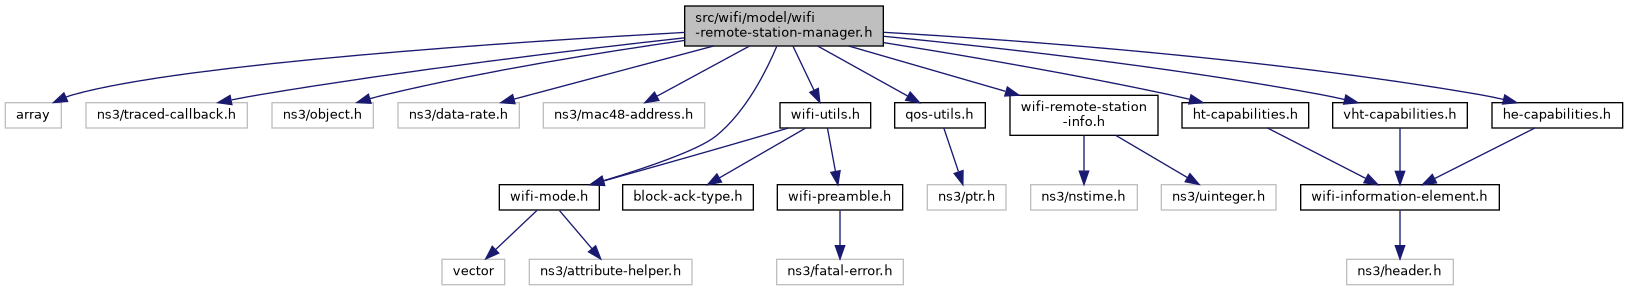 src/wifi/model/wifi
-remote-station-manager.h
array
ns3/traced-callback.h
ns3/object.h
ns3/data-rate.h
ns3/mac48-address.h
wifi-utils.h
qos-utils.h
wifi-remote-station
-info.h
ht-capabilities.h
vht-capabilities.h
he-capabilities.h
wifi-mode.h
block-ack-type.h
wifi-preamble.h
ns3/ptr.h
ns3/nstime.h
ns3/uinteger.h
wifi-information-element.h
vector
ns3/attribute-helper.h
ns3/fatal-error.h
ns3/header.h